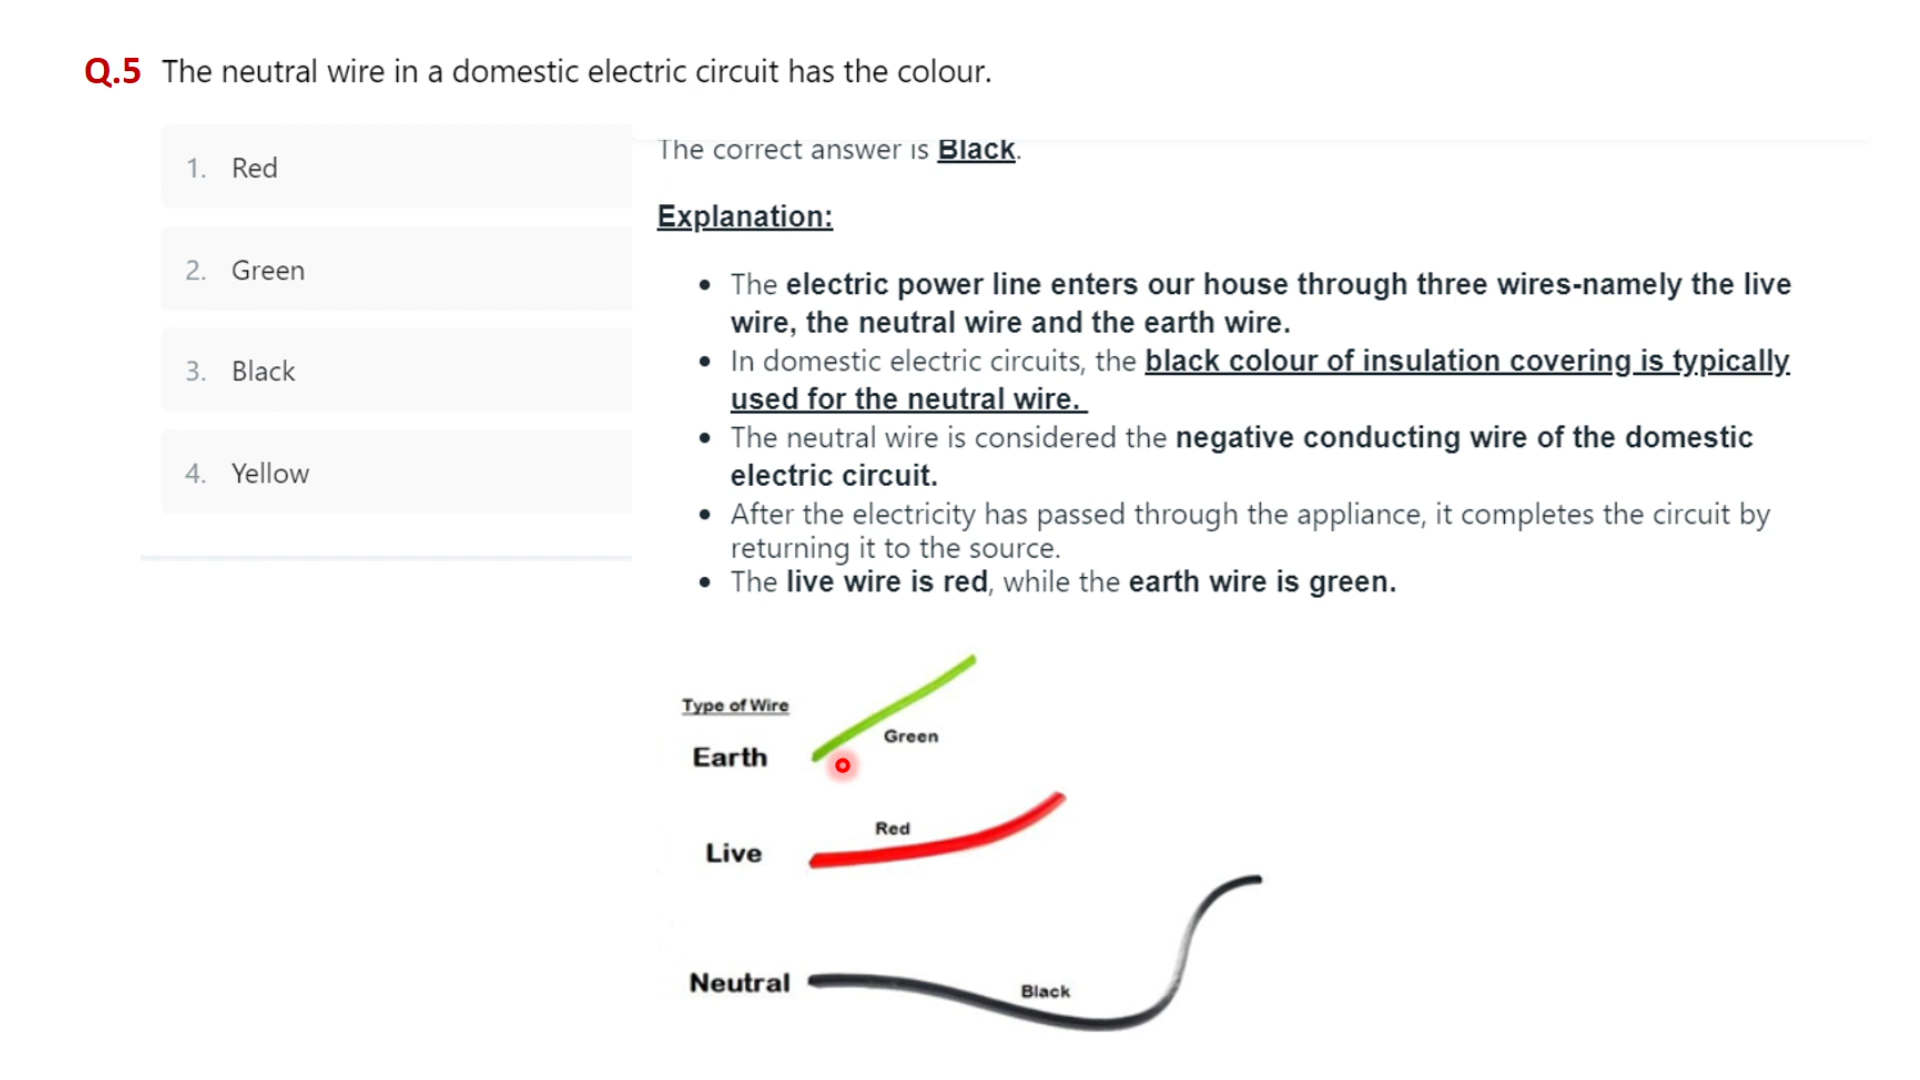 Q.5 The neutral wire in a domestic electric circuit has the colour.
1. Red
2. Green
3. Black
4. Yellow
The correct answer is Black.
Explanation:
• The electric power line enters our house through three wires-namely the live
wire, the neutral wire and the earth wire.
• In domestic electric circuits, the black colour of insulation covering is typically
used for the neutral wire.
• The neutral wire is considered the negative conducting wire of the domestic
electric circuit.
• After the electricity has passed through the appliance, it completes the circuit by
returning it to the source.
• The live wire is red, while the earth wire is green.
Type of Wire
Earth
Green
Live
Red
Neutral
Black